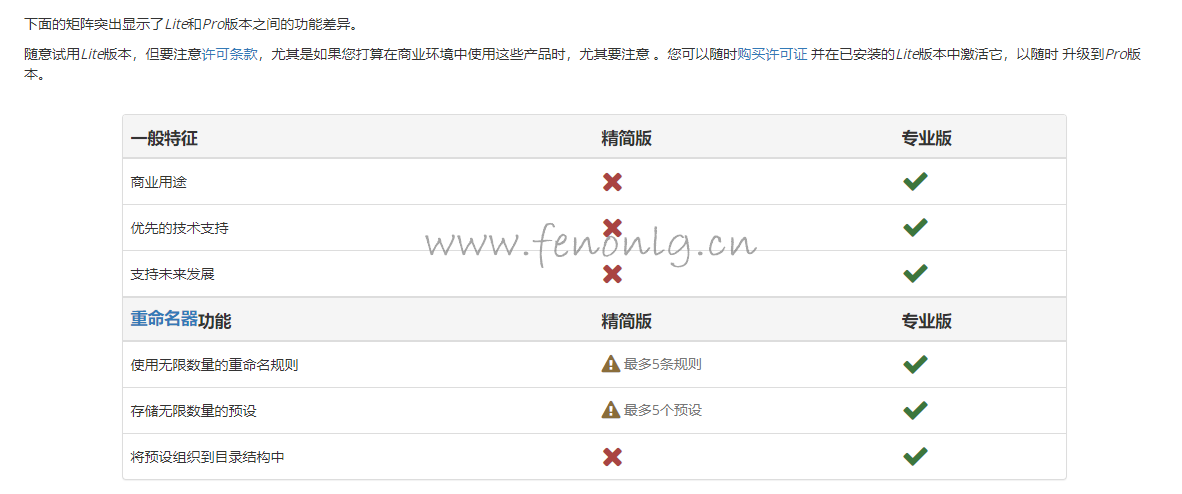 下面的矩阵突出显示了Lite和Pro版本之间的功能差异。
随意试用Lite版本，但要注意许可条款，尤其是如果您打算在商业环境中使用这些产品时，尤其要注意 。您可以随时购买许可证 并在已安装的Lite版本中激活它，以随时 升级到Pro版
本。
一般特征 精简版 专业版
商业用途
优先的技术支持
www.fenonlg.cn
支持未来发展
重命名器功能 精简版 专业版
使用无限数量的重命名规则 最多5条规则
存储无限数量的预设 最多5个预设
将预设组织到目录结构中